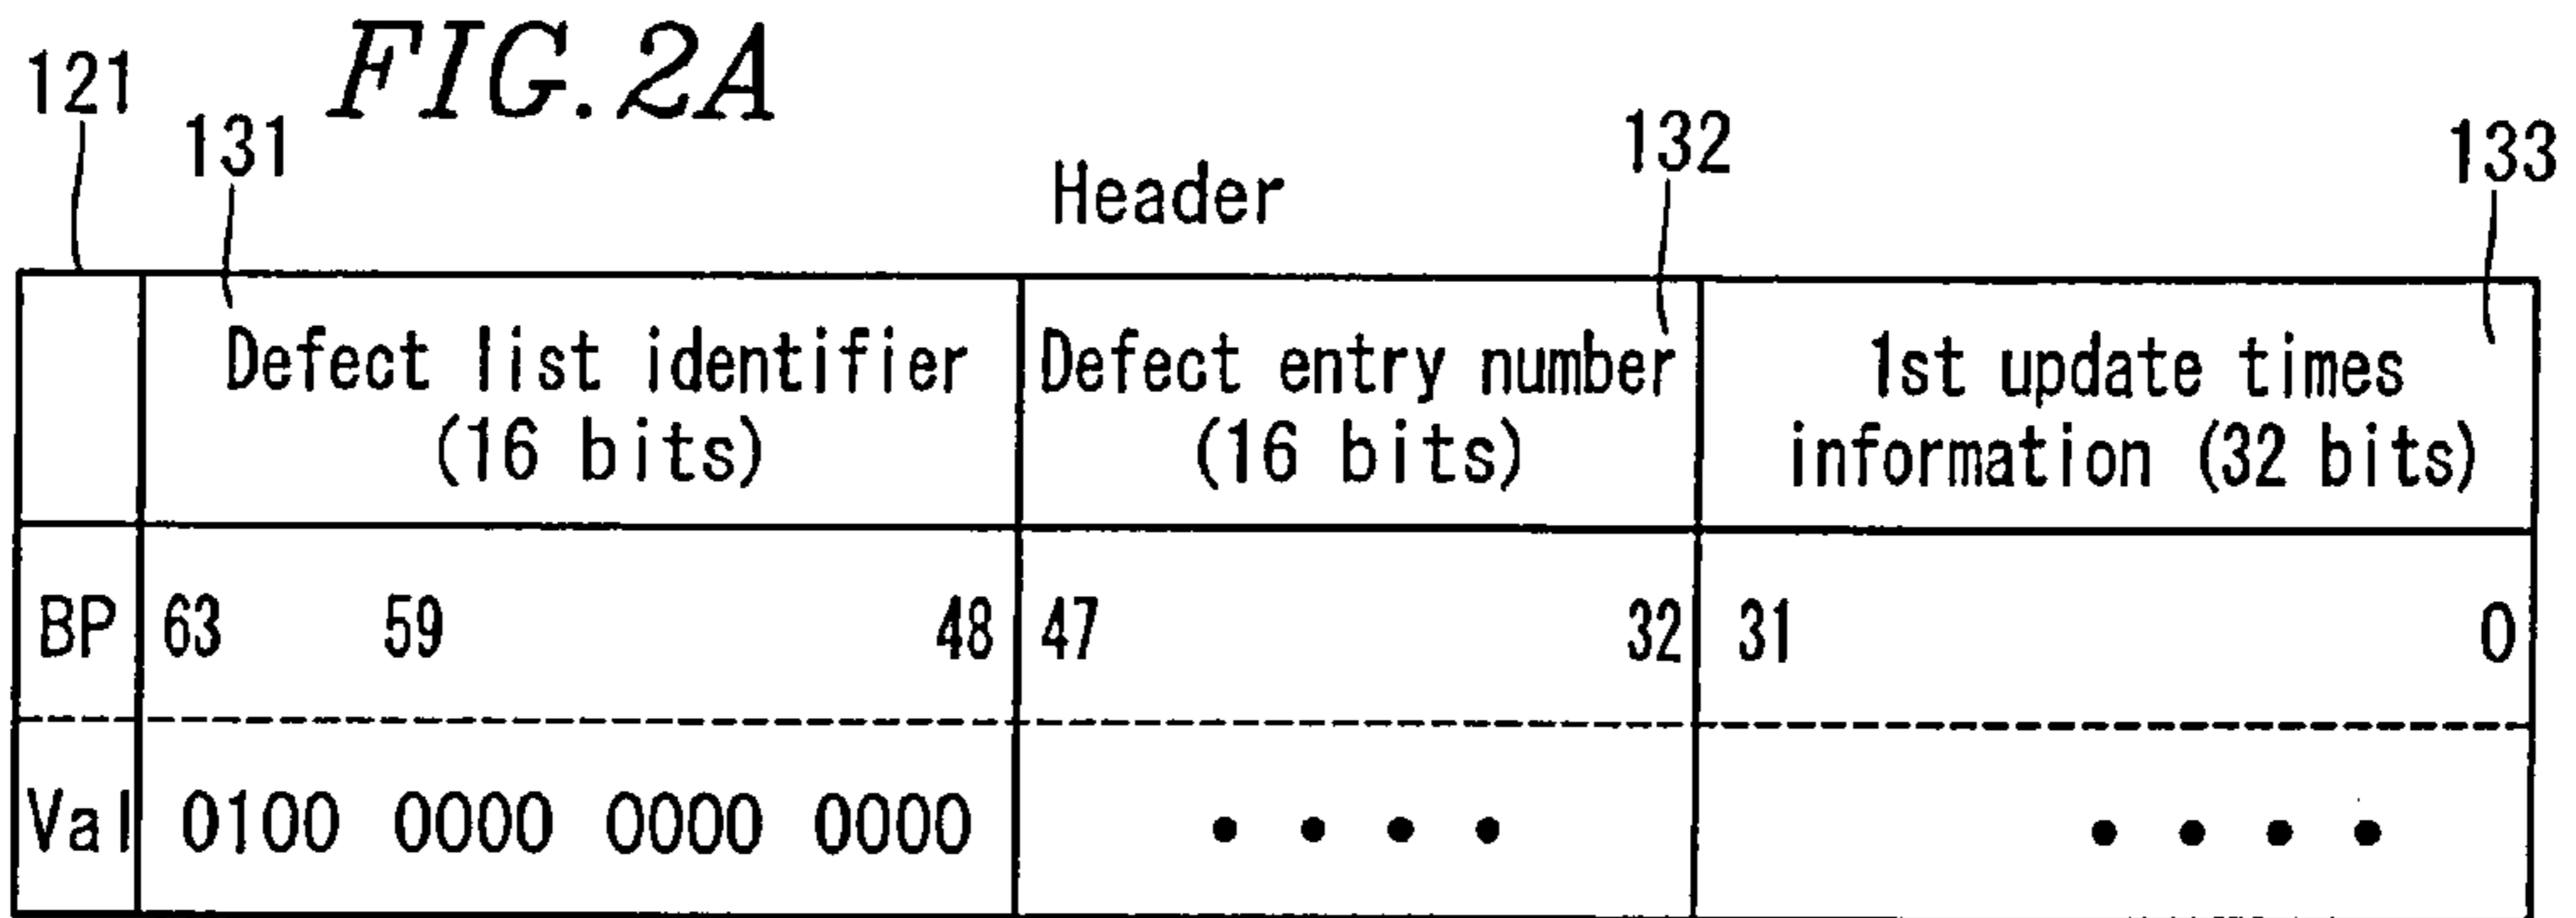 FIG. 2A
121
131
132
133
Header
Defect list identifier
(16 bits)
Defect entry number
(16 bits)
1st update times
information (32 bits)
BP 63 59 48 47 32 31 0
Val 0100 0000 0000 0000 • • • • • • • •